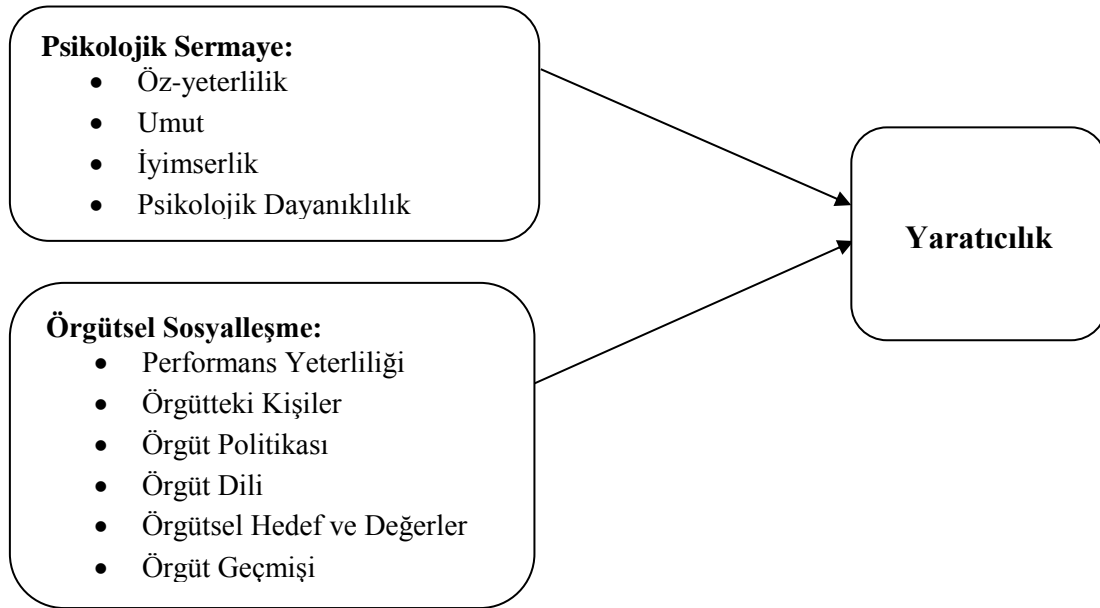 Psikolojik Sermaye:
• Öz-yeterlilik
• Umut
• İyimserlik
• Psikolojik Dayanıklılık
Yaratıcılık
Örgütsel Sosyalleşme:
• Performans Yeterliliği
• Örgütteki Kişiler
• Örgüt Politikası
• Örgüt Dili
• Örgütsel Hedef ve Değerler
• Örgüt Geçmişi